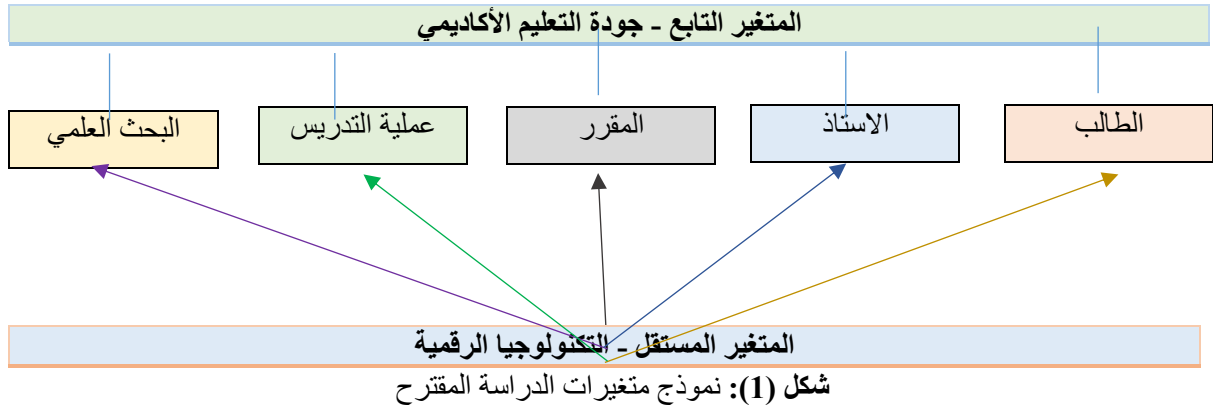 المتغير التابع - جودة التعليم الأكاديمي
الطالب
الاستاذ
المقرر
عملية التدريس
البحث العلمي
المتغير المستقل - التكنولوجيا الرقمية
شكل (1): نموذج متغيرات الدراسة المقترح